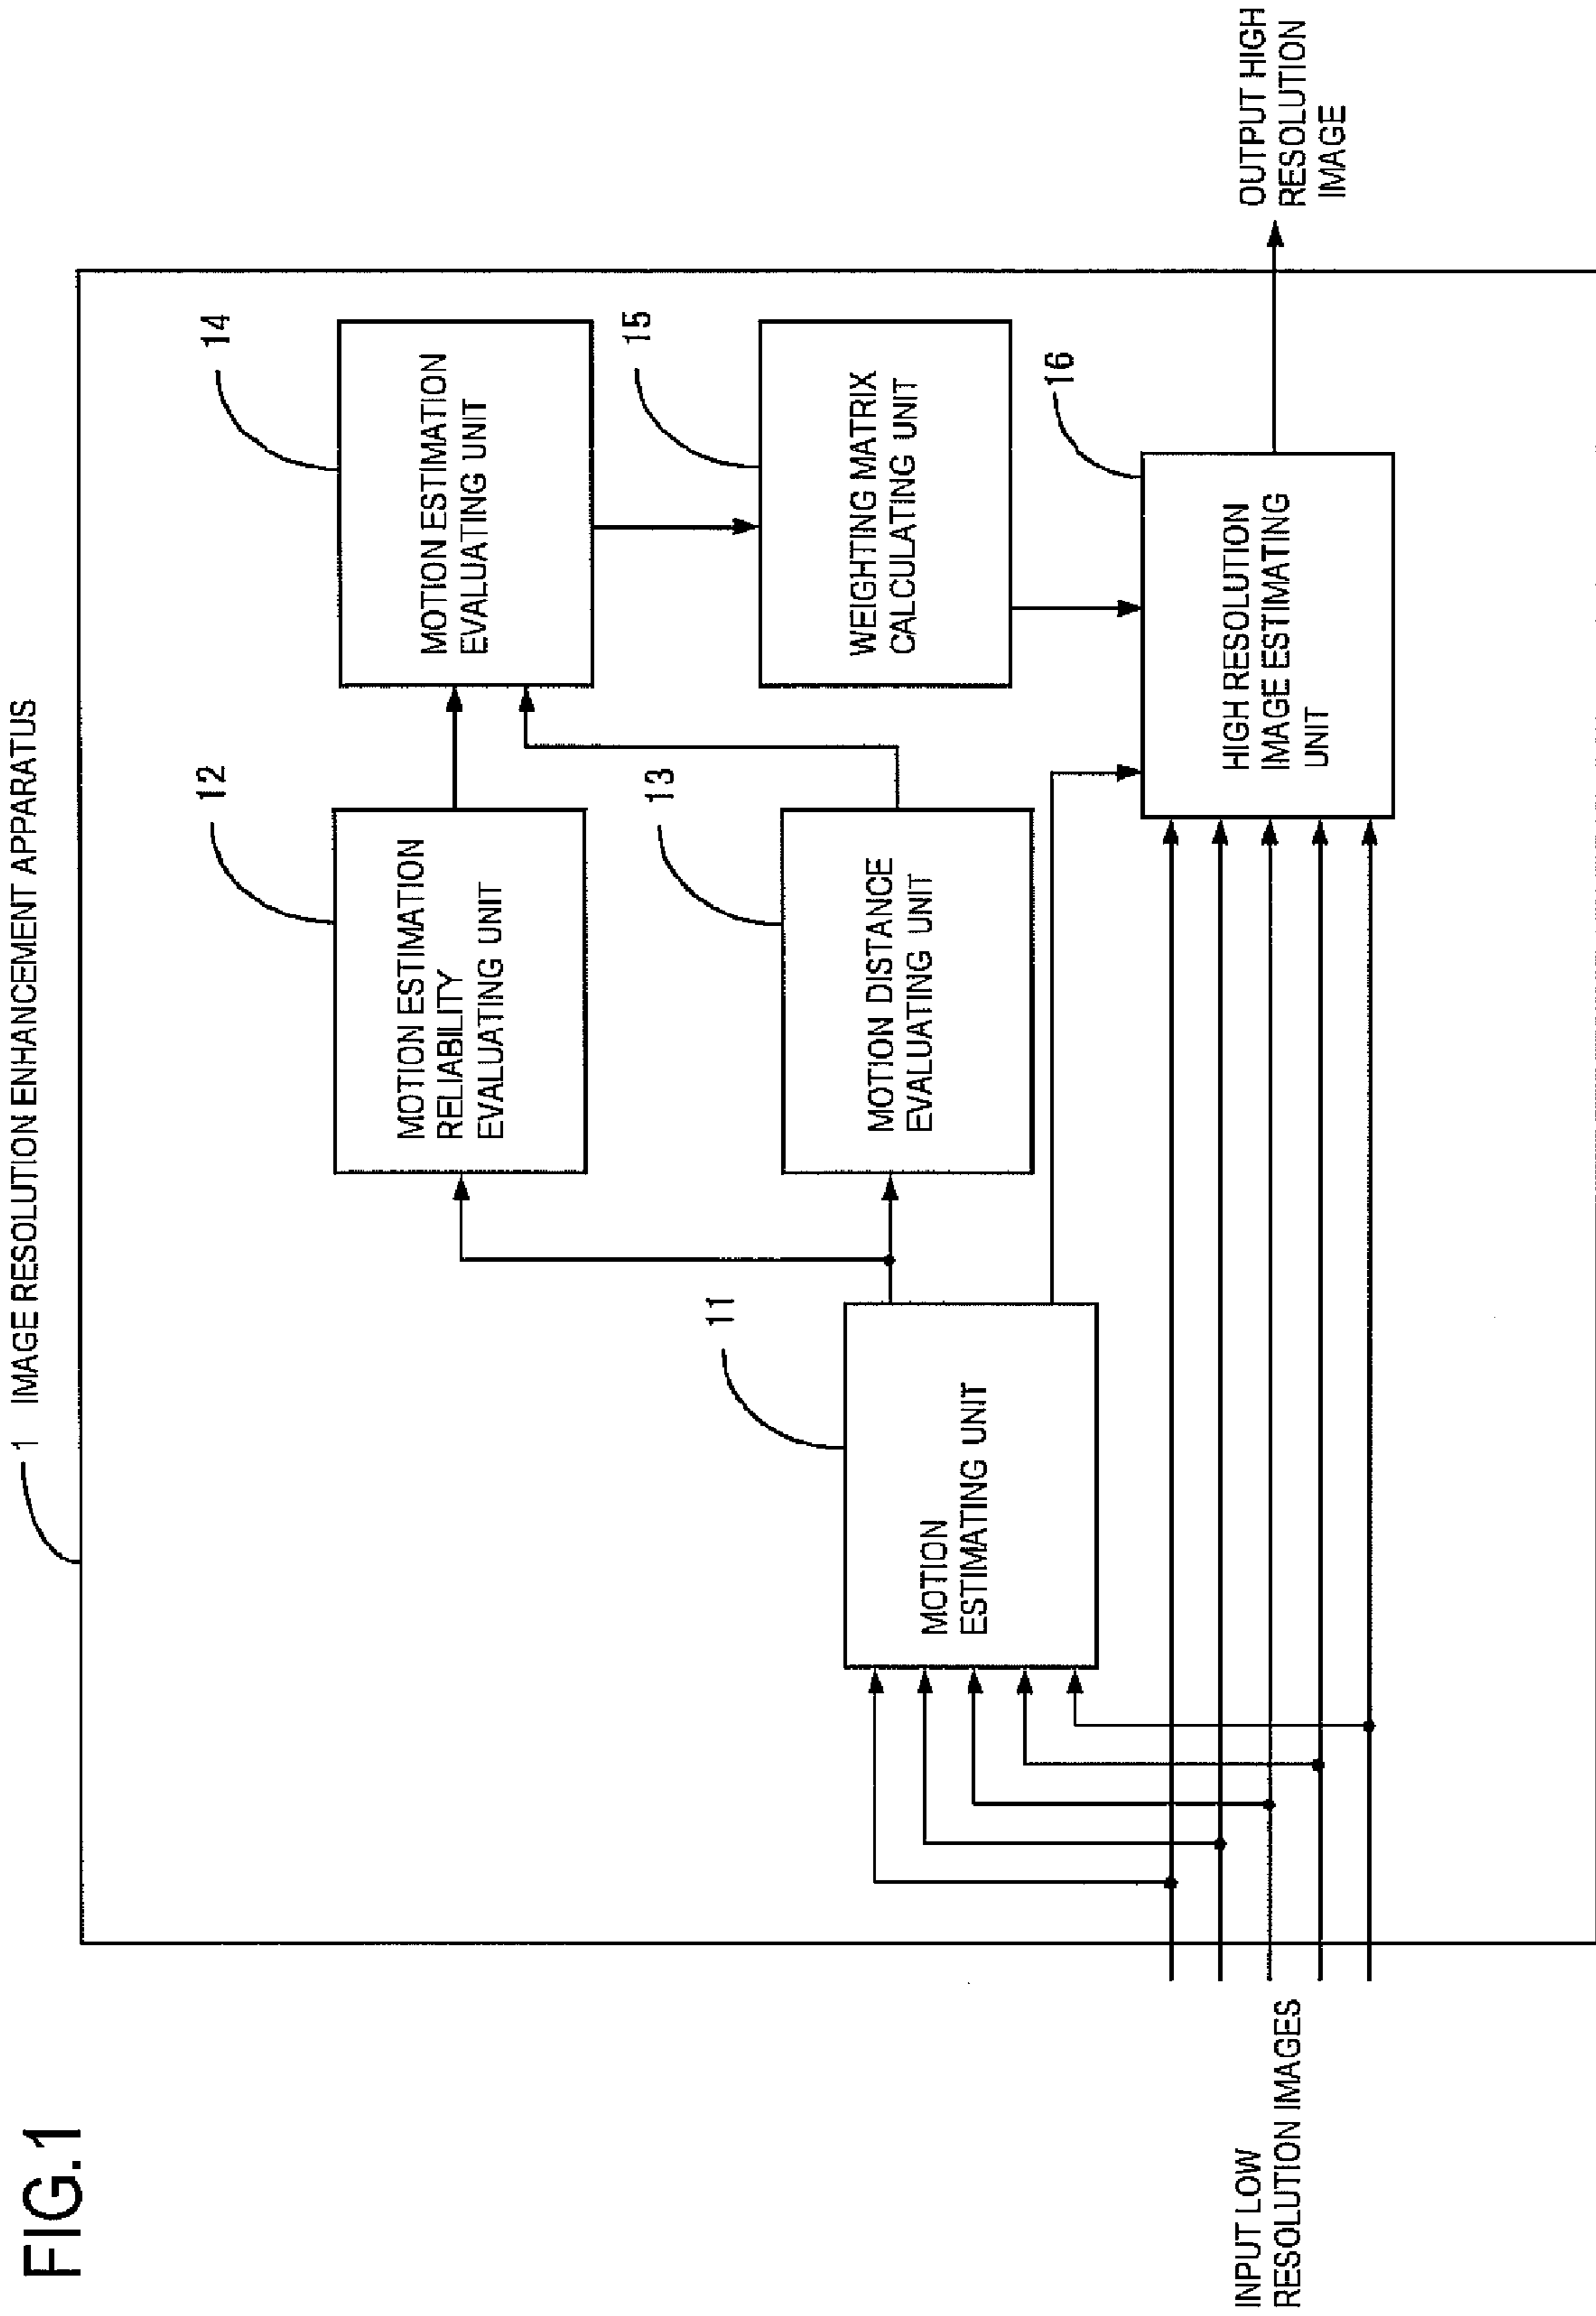 FIG.1
1 IMAGE RESOLUTION ENHANCEMENT APPARATUS
12
MOTION ESTIMATION
RELIABILITY
EVALUATING UNIT
14
MOTION ESTIMATION
EVALUATING UNIT
13
MOTION DISTANCE
EVALUATING UNIT
15
WEIGHTING MATRIX
CALCULATING UNIT
11
MOTION
ESTIMATING UNIT
16
HIGH RESOLUTION
IMAGE ESTIMATING
UNIT
INPUT LOW
RESOLUTION IMAGES
OUTPUT HIGH
RESOLUTION
IMAGE